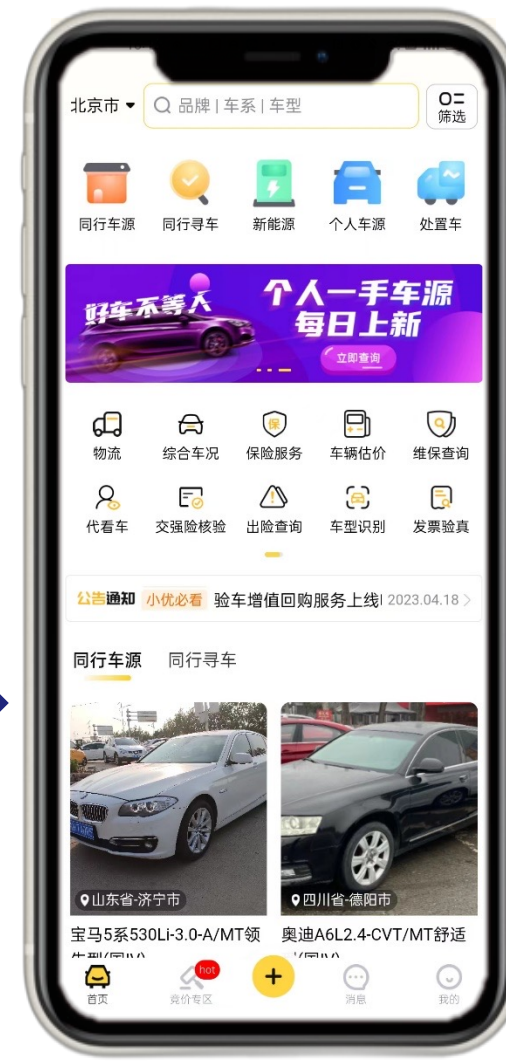 北京市
品牌 | 车系 | 车型
筛选
同行车源 同行寻车 新能源 个人车源 处置车
好车不等人
个人一手车源
每日上新
立即查询
物流 综合车况 保险服务 车辆估价 维保查询
代看车 交强险核验 出险查询 车型识别 发票验真
公告通知 小优必看 验车增值回购服务上线 2023.04.18
同行车源 同行寻车
山东省-济宁市
四川省-德阳市
宝马5系530Li-3.0-A/MT领
奥迪A6L2.4-CVT/MT舒适
hot
首页 竞价专区 消息 我的